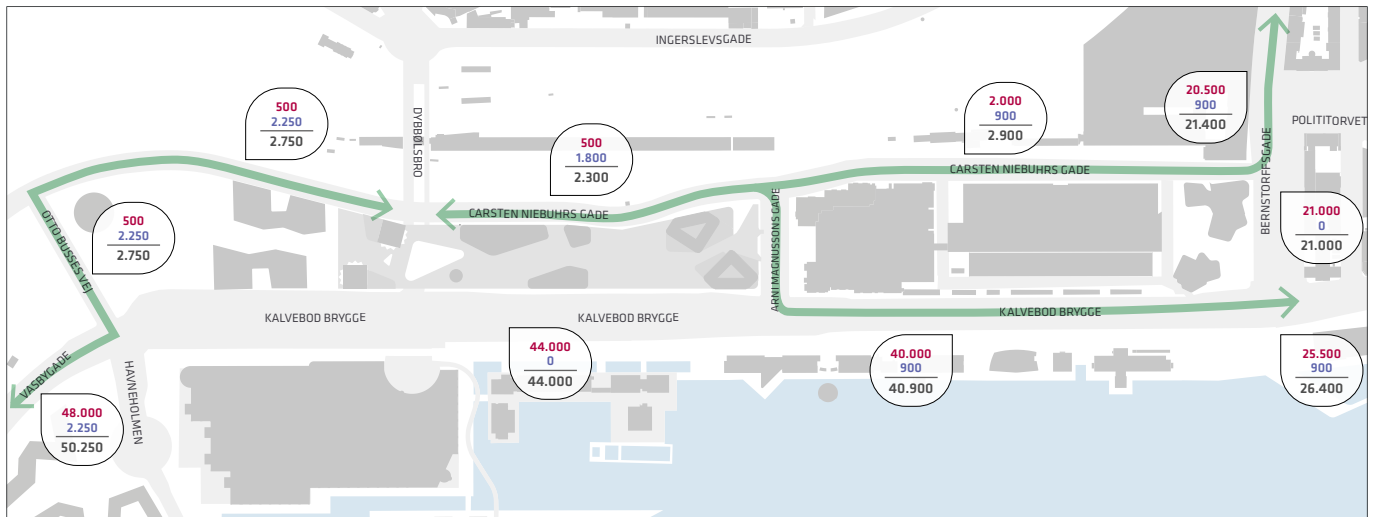 INGERSLEVSGADE
20.500
900
21.400
500
2.250
2.750
2.000
900
2.900
DYBBØLSBRO
POLITITORVET
500
1.800
2.300
CARSTEN NIEBUHRS GADE
BERNSTORFFSGADE
CARSTEN NIEBUHRS GADE
500
2.250
2.750
OTTO BUSSES VEJ
21.000
0
21.000
ARNI MAGNUSSONS GADE
KALVEBOD BRYGGE
KALVEBOD BRYGGE
KALVEBOD BRYGGE
44.000
0
44.000
40.000
900
40.900
25.500
900
26.400
VASBYGADE
HAVNEHOLMEN
48.000
2.250
50.250